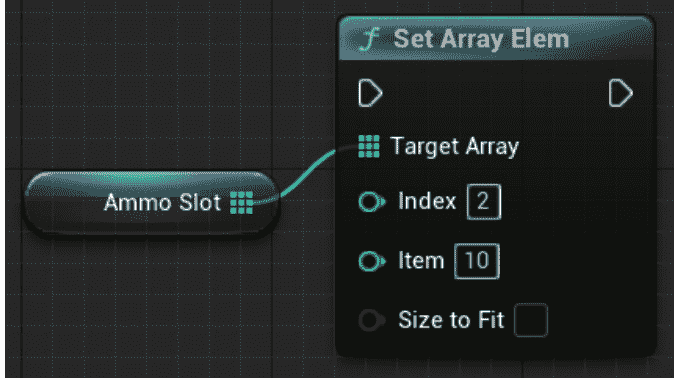 Set Array Elem
Target Array
Ammo Slot
Index 2
Item 10
Size to Fit